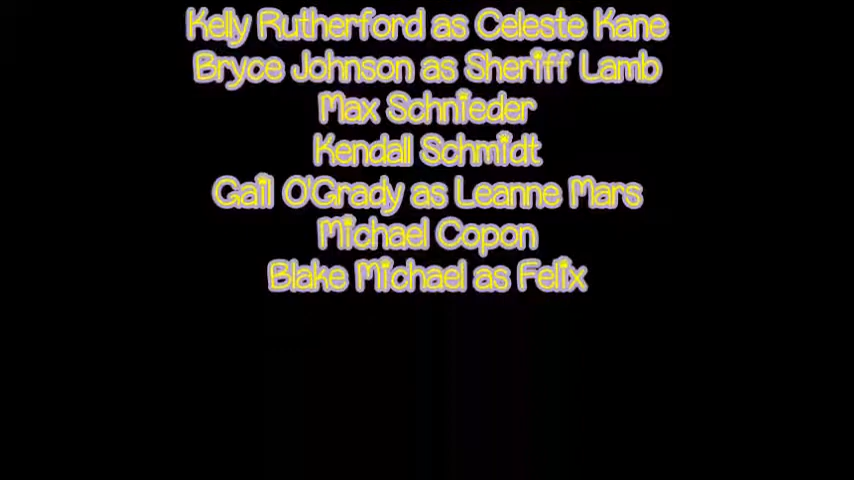 Kelly Rutherford as Celeste Kane
Bryce Johnson as Sheriff Lamb
Max Schnieder
Kendall Schmidt
Gail O'Grady as Leanne Mars
Michael Copon
Blake Michael as Felix